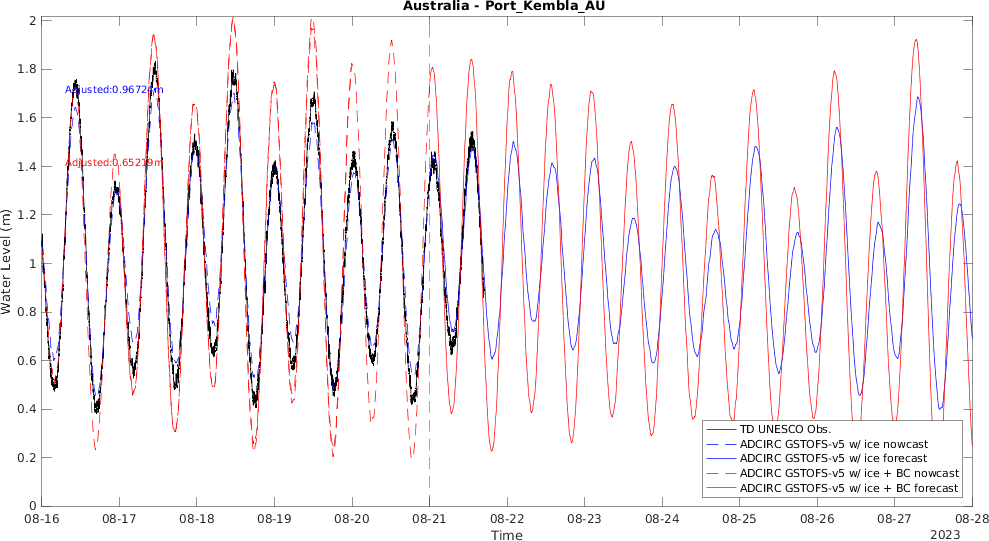 Australia - Port_Kembla_AU
2
1.8
1.6
1.4
1.2
1
0.8
0.6
0.4
0.2
0
Water Level (m)
Adjusted:0.96724m
Adjusted:0.65219m
TD UNESCO Obs.
ADCIRC GSTOFS-v5 w/ ice nowcast
ADCIRC GSTOFS-v5 w/ ice forecast
ADCIRC GSTOFS-v5 w/ ice + BC nowcast
ADCIRC GSTOFS-v5 w/ ice + BC forecast
08-16 08-17 08-18 08-19 08-20 08-21 08-22 08-23 08-24 08-25 08-26 08-27 08-28
Time
2023